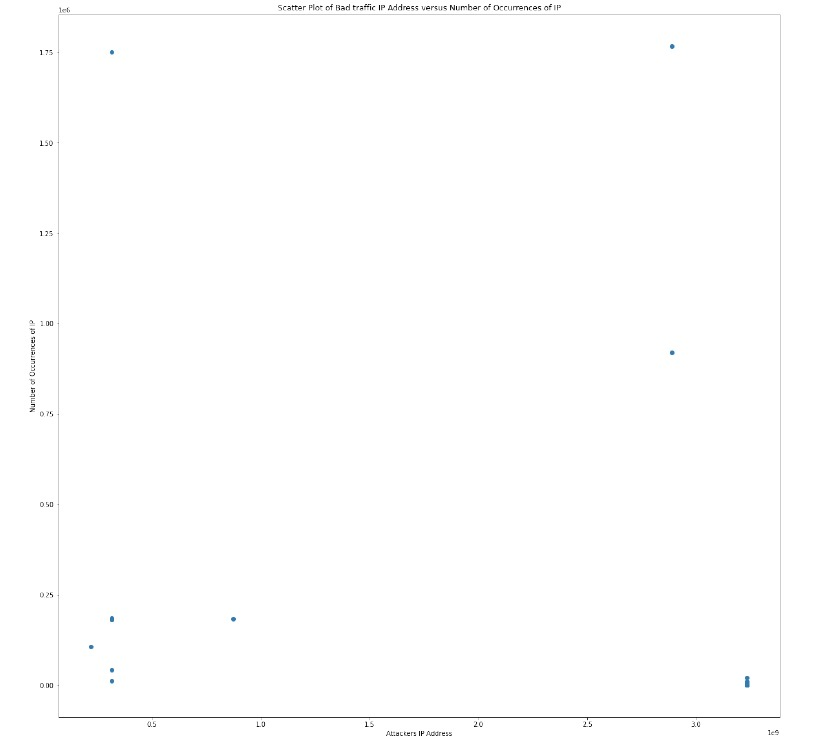 Scatter Plot of Bad traffic IP Address versus Number of Occurrences of IP
1e6
1.75
1.50
1.25
1.00
0.75
0.50
0.25
0.00
Number of Occurrences of IP
0.5
1.0
1.5
2.0
2.5
3.0
1e9
Attackers IP Address